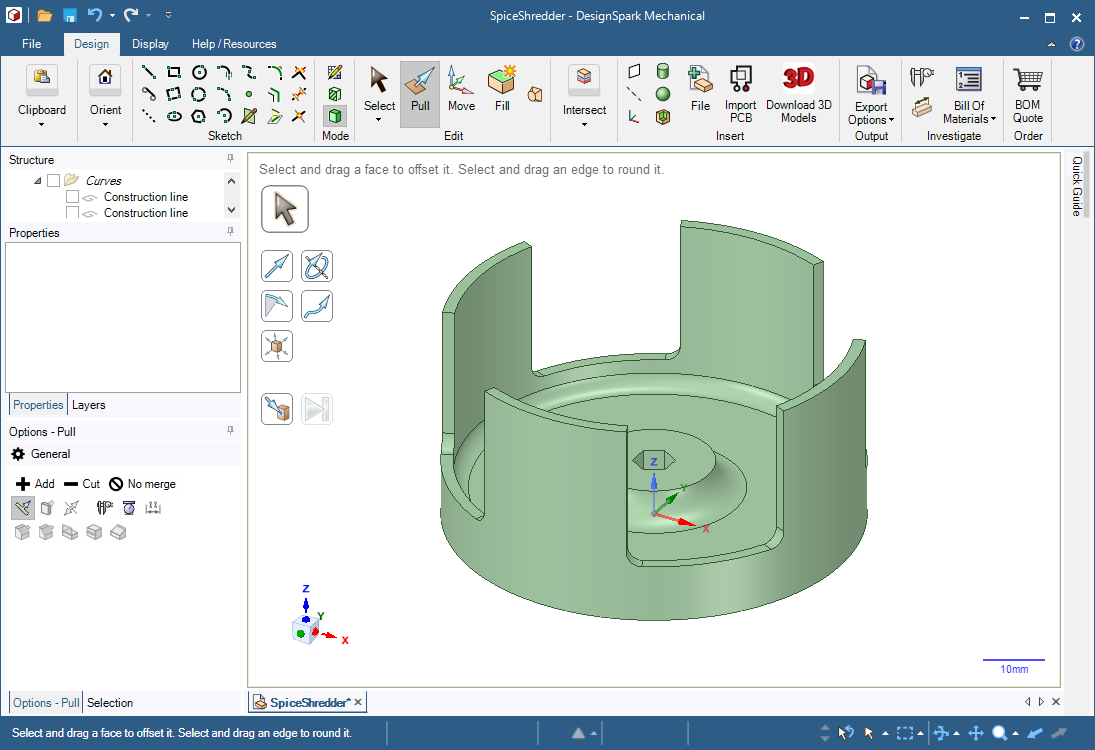 SpiceShredder - DesignSpark Mechanical
File Design Display Help / Resources
Clipboard
Orient
Sketch
Mode
Select Pull Move Fill
Edit
Intersect
File Import PCB Download 3D Models
3D
Insert
Export Options
Output
Bill Of Materials
Investigate
BOM Quote
Order
Structure
Curves
Construction line
Construction line
Properties
Properties Layers
Options - Pull
General
Add Cut No merge
Options - Pull Selection
Select and drag a face to offset it. Select and drag an edge to round it.
Z
Y
X
Z
Y
X
10mm
Quick Guide
SpiceShredder*
Select and drag a face to offset it. Select and drag an edge to round it.